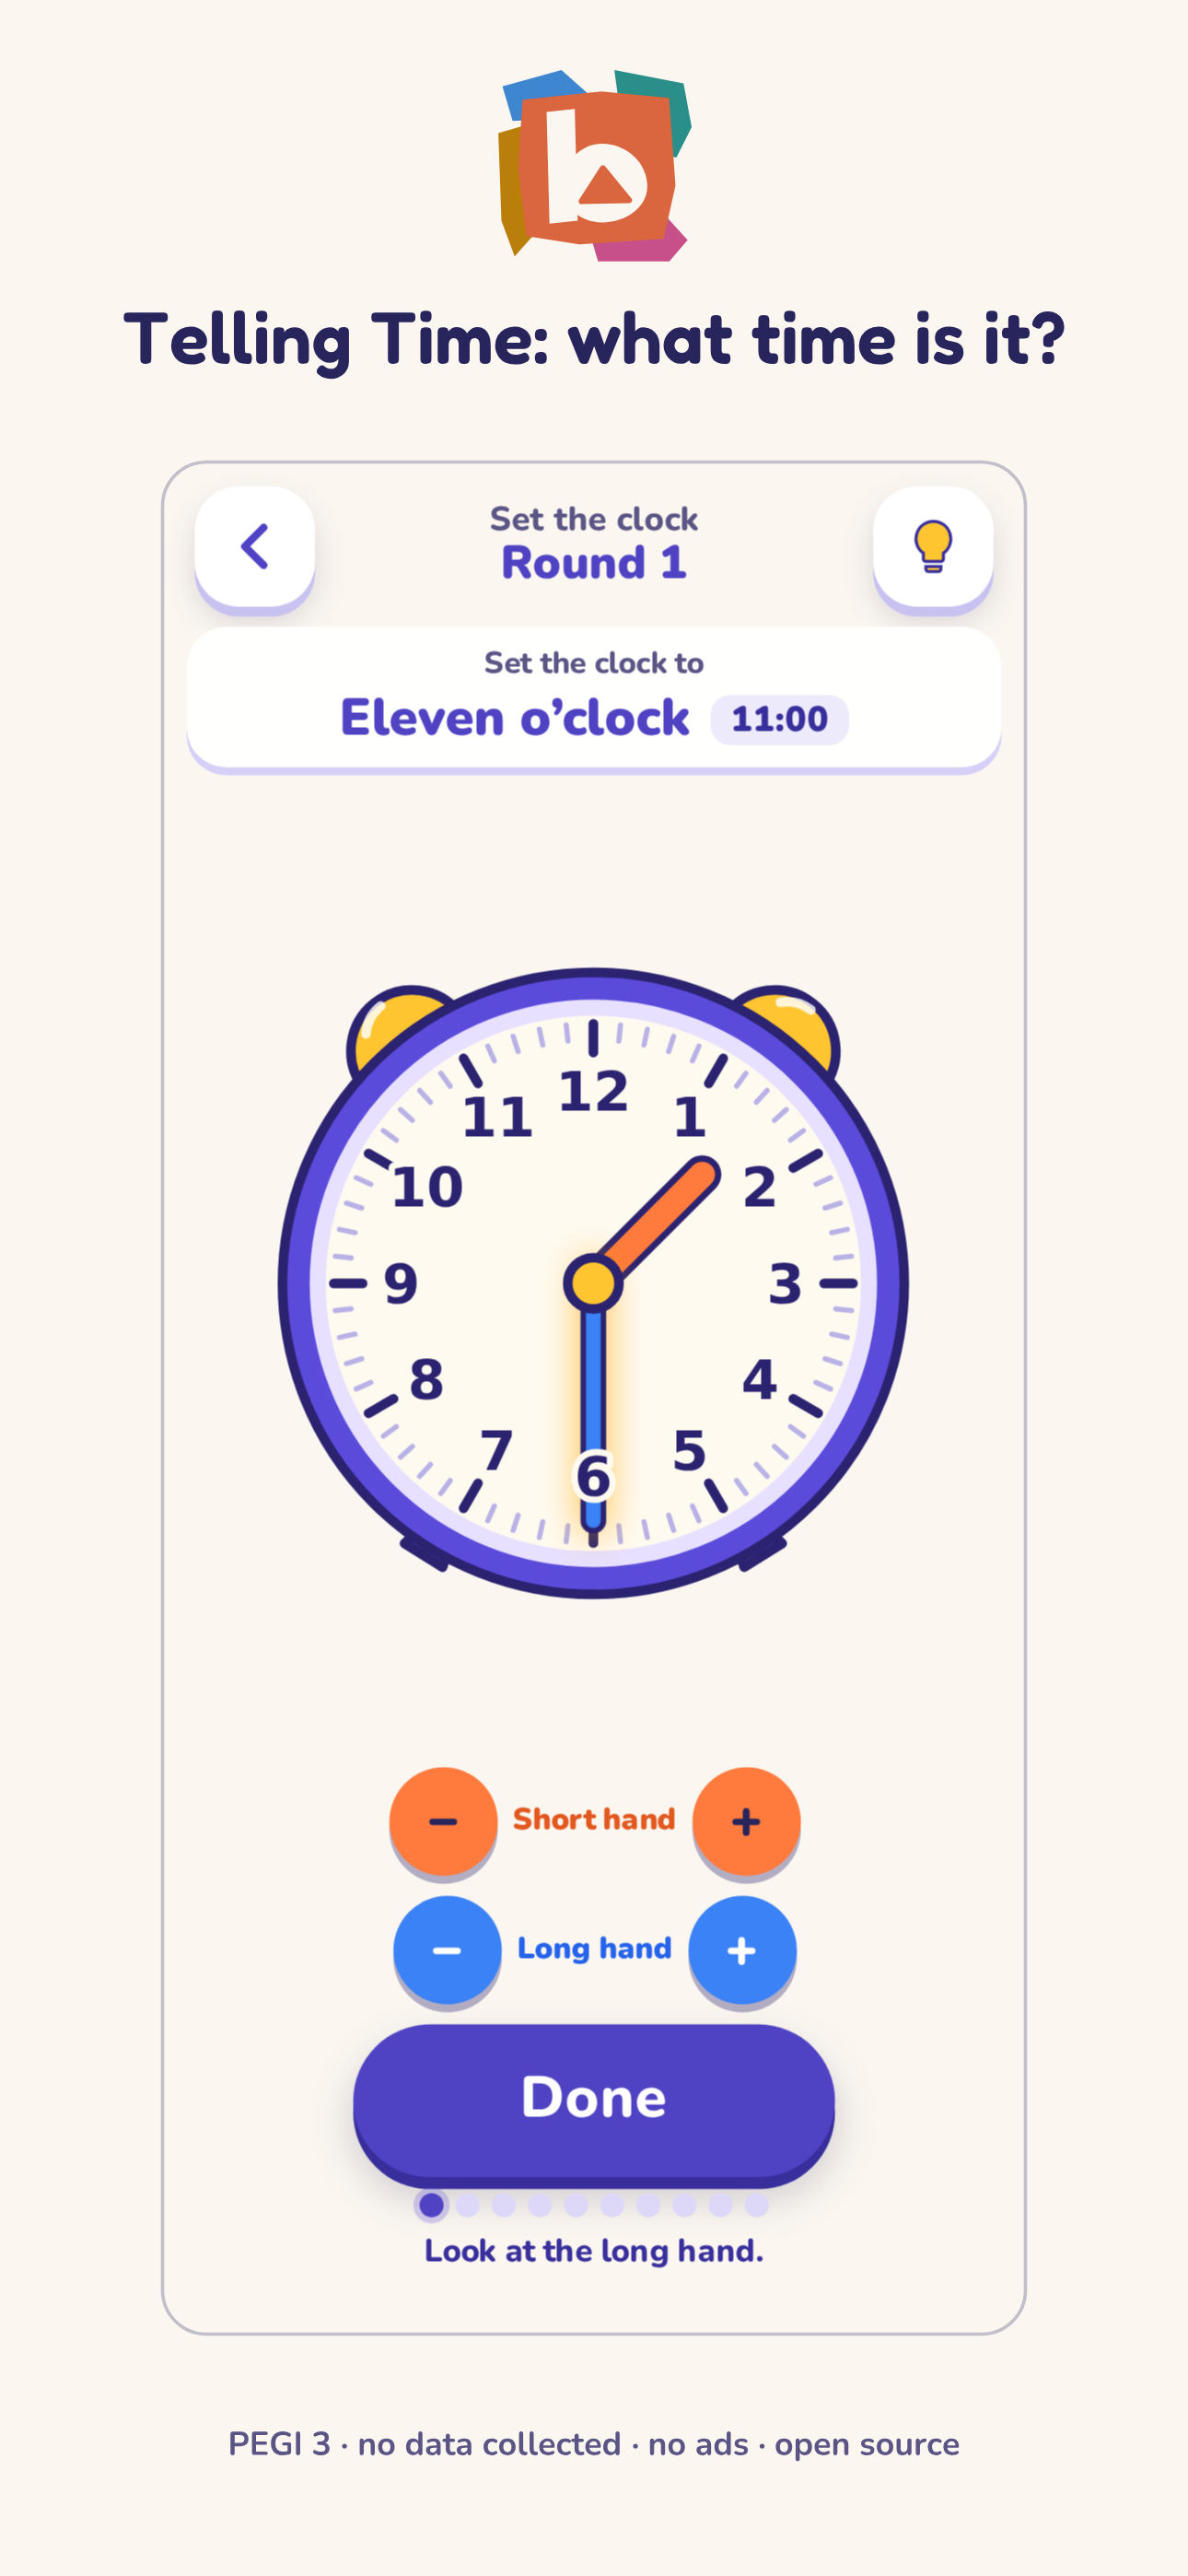 b
Telling Time: what time is it?
Set the clock
Round 1
Set the clock to
Eleven o’clock 11:00
12
11 1
10 2
9 3
8 4
7 5
6
− Short hand +
− Long hand +
Done
Look at the long hand.
PEGI 3 · no data collected · no ads · open source